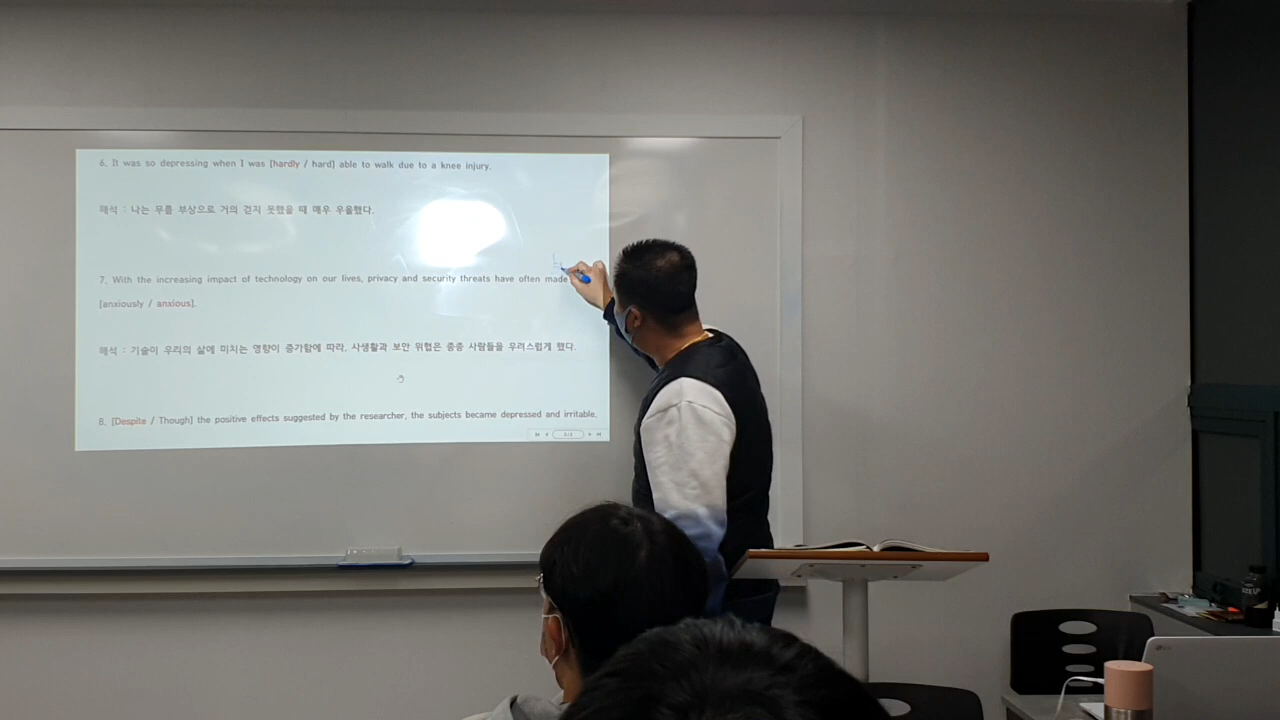 6. It was so depressing when I was [hardly / hard] able to walk due to a knee injury.
해석 : 나는 무릎 부상으로 거의 걷지 못했을 때 매우 우울했다.
7. With the increasing impact of technology on our lives, privacy and security threats have often made
[anxiously / anxious].
해석 : 기술이 우리의 삶에 미치는 영향이 증가함에 따라, 사생활과 보안 위협은 종종 사람들을 우려스럽게 했다.
8. [Despite / Though] the positive effects suggested by the researcher, the subjects became depressed and irritable.